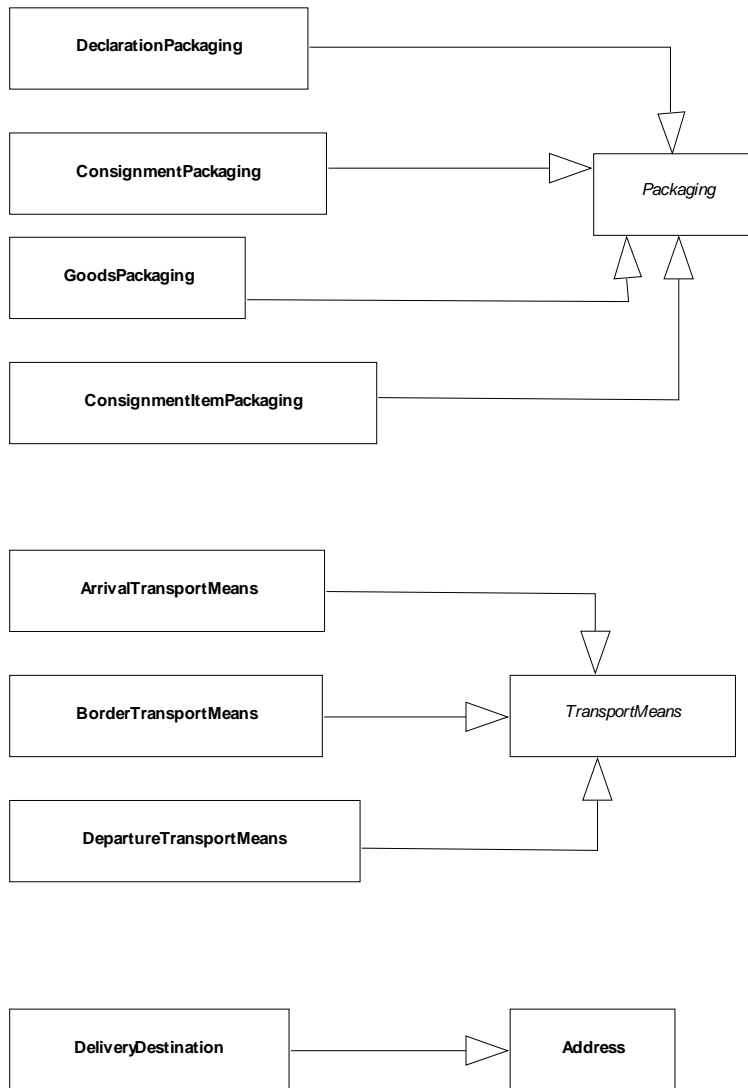 DeclarationPackaging
ConsignmentPackaging
Packaging
GoodsPackaging
ConsignmentItemPackaging
ArrivalTransportMeans
BorderTransportMeans
TransportMeans
DepartureTransportMeans
DeliveryDestination
Address